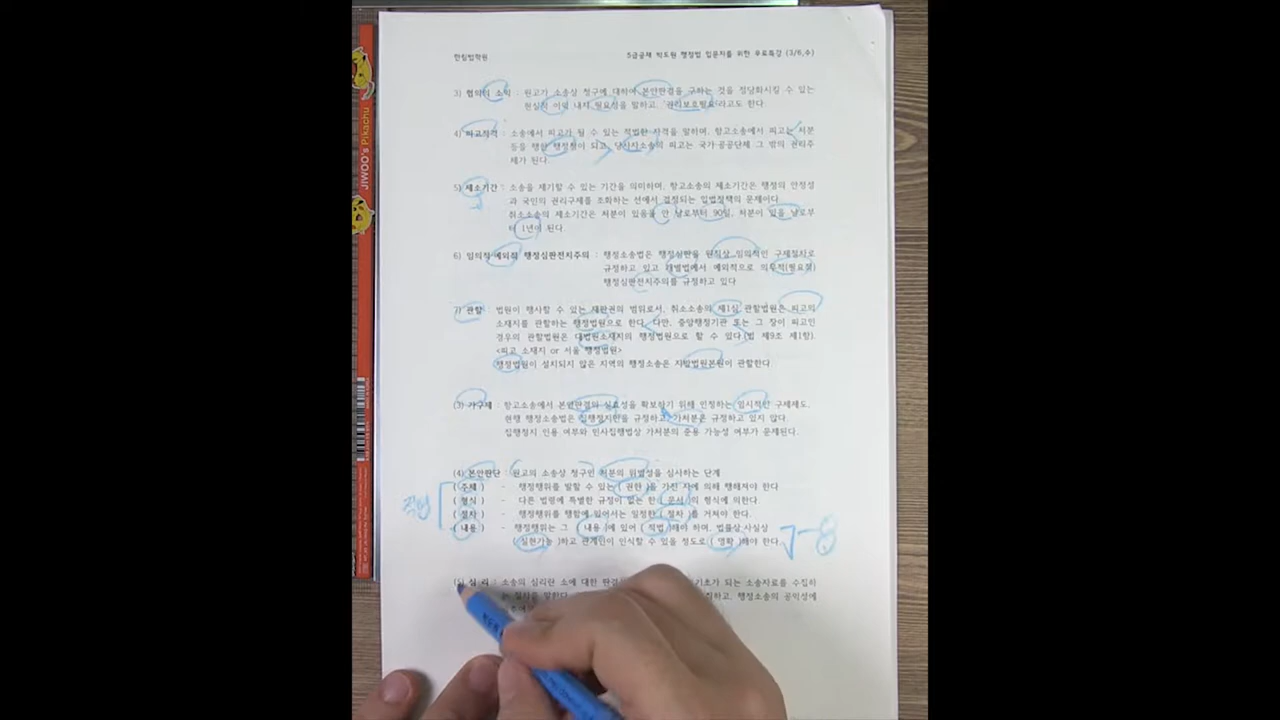 한림법학원
5급공채 박도원 행정법 입문자를 위한 무료특강 (3/6,수)
3) 협의의 소익 : 원고가 소송상 청구에 대하여 본안판결을 구하는 것을 정당화시킬 수 있는
현실적 이익 내지 필요성을 말하고, '권리보호필요'라고도 한다.
4) 피고적격 : 소송에서 피고가 될 수 있는 적법한 자격을 말하며, 항고소송에서 피고는 처분
등을 행한 행정청이 되고, 당사자소송의 피고는 국가·공공단체 그 밖의 권리주
체가 된다.
5) 제소기간 : 소송을 제기할 수 있는 기간을 의미하며, 항고소송의 제소기간은 행정의 안정성
과 국민의 권리구제를 조화하는 선에서 결정되는 입법정책의 문제이다.
취소소송의 제소기간은 처분이 있음을 안 날로부터 90일, 처분이 있을 날로부
터 1년이 된다.
6) 임의적·예외적 행정심판전치주의 : 행정소송법은 행정심판을 원칙상 임의적인 구제절차로
규정하고 있고 개별법에서 예외적으로 의무적(필요적)
행정심판전치주의를 규정하고 있다
7) 관할 : 법원이 행사할 수 있는 재판권의 범위로서, 취소소송의 제1심 관할법원은 피고의
소재지를 관할하는 행정법원으로 한다. 다만, 중앙행정기관 또는 그 장이 피고인
경우의 관할법원은 대법원소재지의 행정법원으로 할 수 있다(법 제9조 제1항).
<피고 소재지 or 서울 행정법원>
행정법원이 설치되지 않은 지역의 행정소송은 지방법원본원이 관할한다
(3) 가구제 : 항고소송에서 본안판결의 실효성을 확보하기 위해 인정하는 임시적인 구제제도.
현행 행정소송법은 집행정지만을 규정하고 가처분은 규정하고 있지 않다.
집행정지 인용 여부와 민사집행법상 가처분의 준용 가능성 여부가 문제된다.
(4) 본안판단 : 원고의 소송상 청구인 처분의 위법성을 심사하는 단계
( 주체 ) - 행정행위를 발할 수 있는 ( 권한 )를 가진 자에 의해 행해져야 한다
적법 ( 형식 ) - 다른 법령에 특별한 규정이 없는 한 ( 문서 )의 형식에 의한다.
( 절차 ) - 행정행위를 행함에 있어서는 일정한 ( 절차 )를 거쳐야 한다.
( 내용 ) - 행정행위는 그 ( 내용 )에 있어 ( 적법 )해야 하며, 법률상 사실상
( 실현가능 )하고 관계인이 인식할 수 있을 정도로 ( 명확 )해야 한다. 7-8
(5) 심 리 : 소송의 심리란 소에 대한 판결 기초가 되는 소송자료를 수집하
는 절차를 말한다. 행정소송의 공익성에
JIWOO's Pikachu